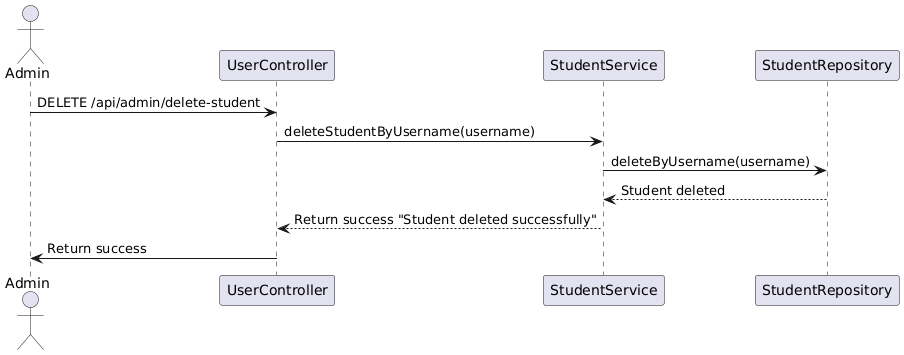 Admin
UserController
StudentService
StudentRepository
DELETE /api/admin/delete-student
deleteStudentByUsername(username)
deleteByUsername(username)
Student deleted
Return success "Student deleted successfully"
Return success
Admin
UserController
StudentService
StudentRepository